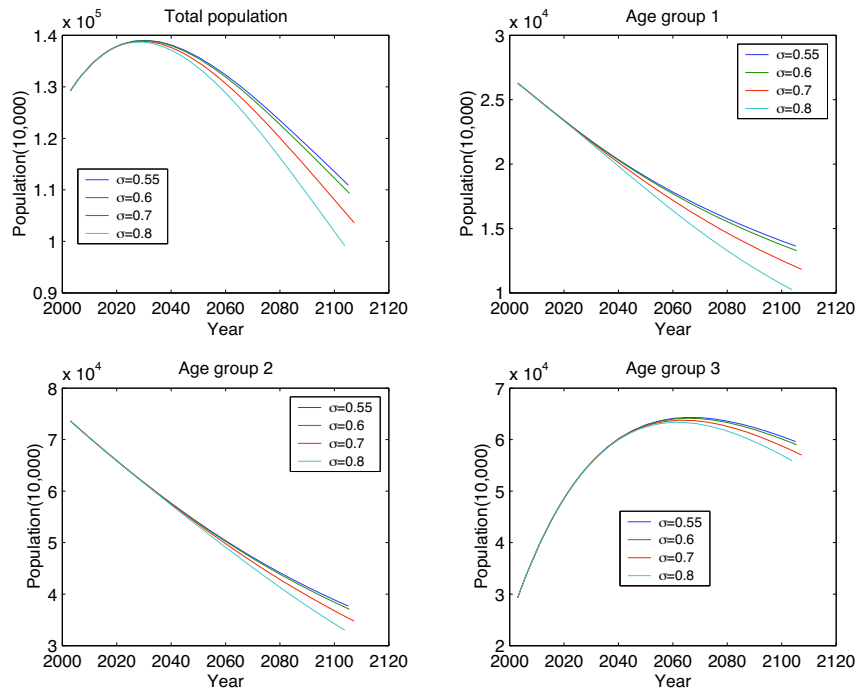 Total population
x 10^5
1.4
1.3
1.2
1.1
1
0.9
Population(10,000)
σ=0.55
σ=0.6
σ=0.7
σ=0.8
2000 2020 2040 2060 2080 2100 2120
Year
Age group 1
x 10^4
3
2.5
2
1.5
1
Population(10,000)
σ=0.55
σ=0.6
σ=0.7
σ=0.8
2000 2020 2040 2060 2080 2100 2120
Year
Age group 2
x 10^4
8
7
6
5
4
3
Population(10,000)
σ=0.55
σ=0.6
σ=0.7
σ=0.8
2000 2020 2040 2060 2080 2100 2120
Year
Age group 3
x 10^4
7
6
5
4
3
2
Population(10,000)
σ=0.55
σ=0.6
σ=0.7
σ=0.8
2000 2020 2040 2060 2080 2100 2120
Year